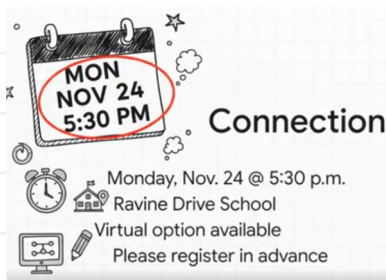 MON
NOV 24
5:30 PM
Connection
Monday, Nov. 24 @ 5:30 p.m.
Ravine Drive School
Virtual option available
Please register in advance